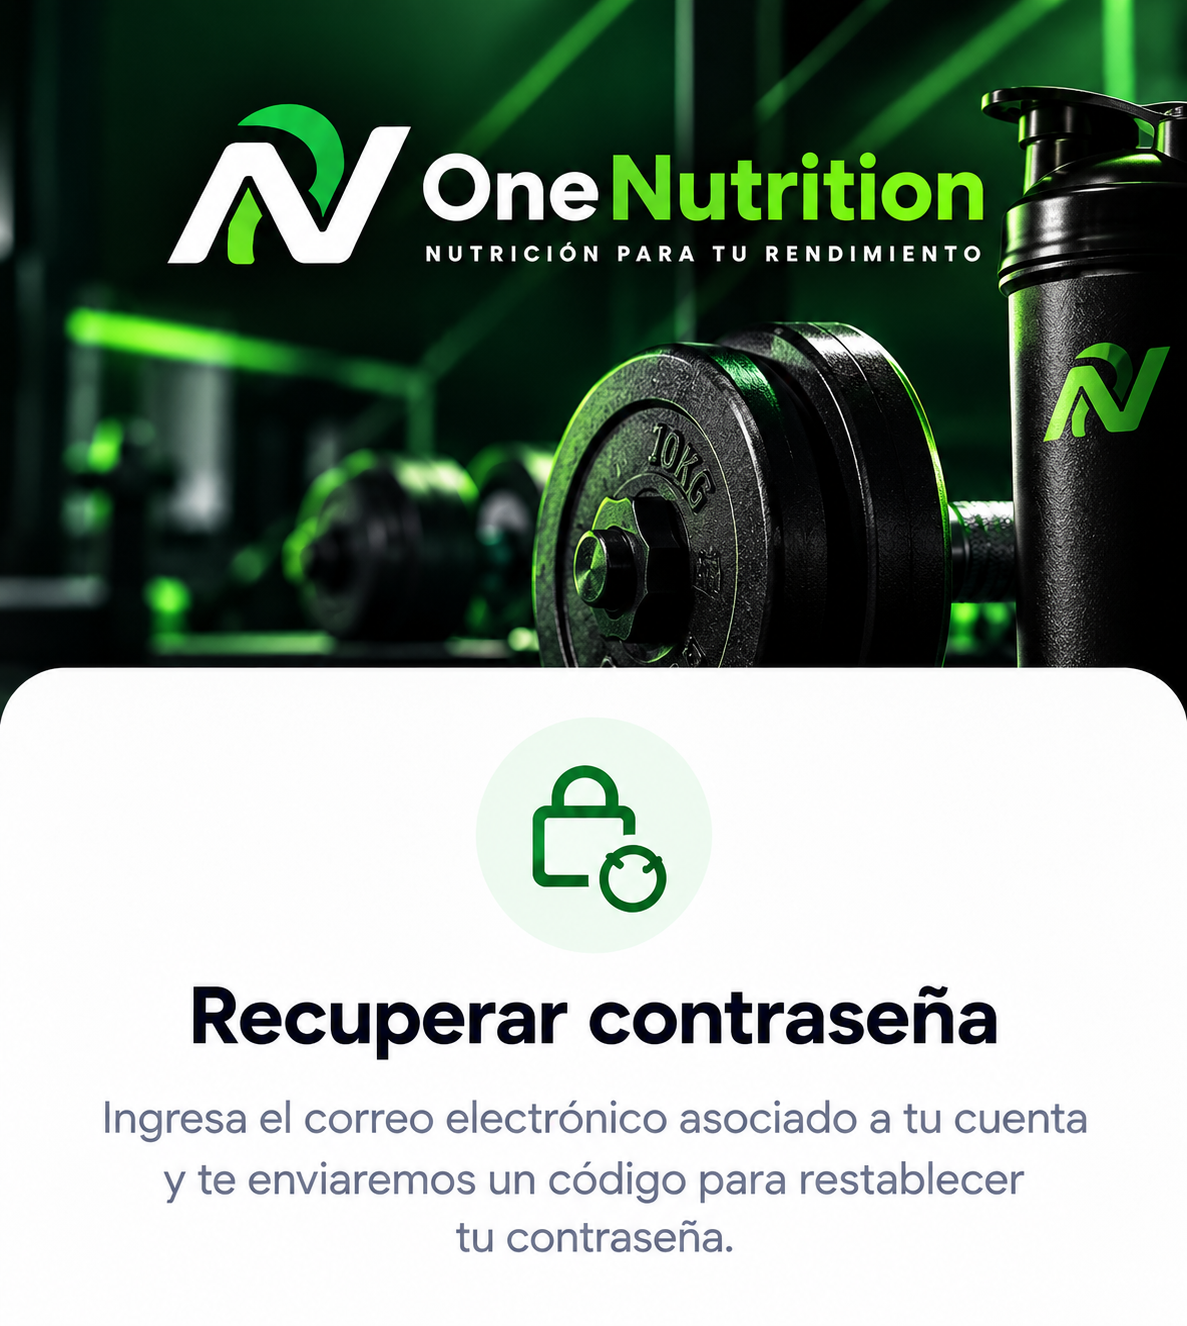 One Nutrition
NUTRICIÓN PARA TU RENDIMIENTO
10KG
Recuperar contraseña
Ingresa el correo electrónico asociado a tu cuenta
y te enviaremos un código para restablecer
tu contraseña.